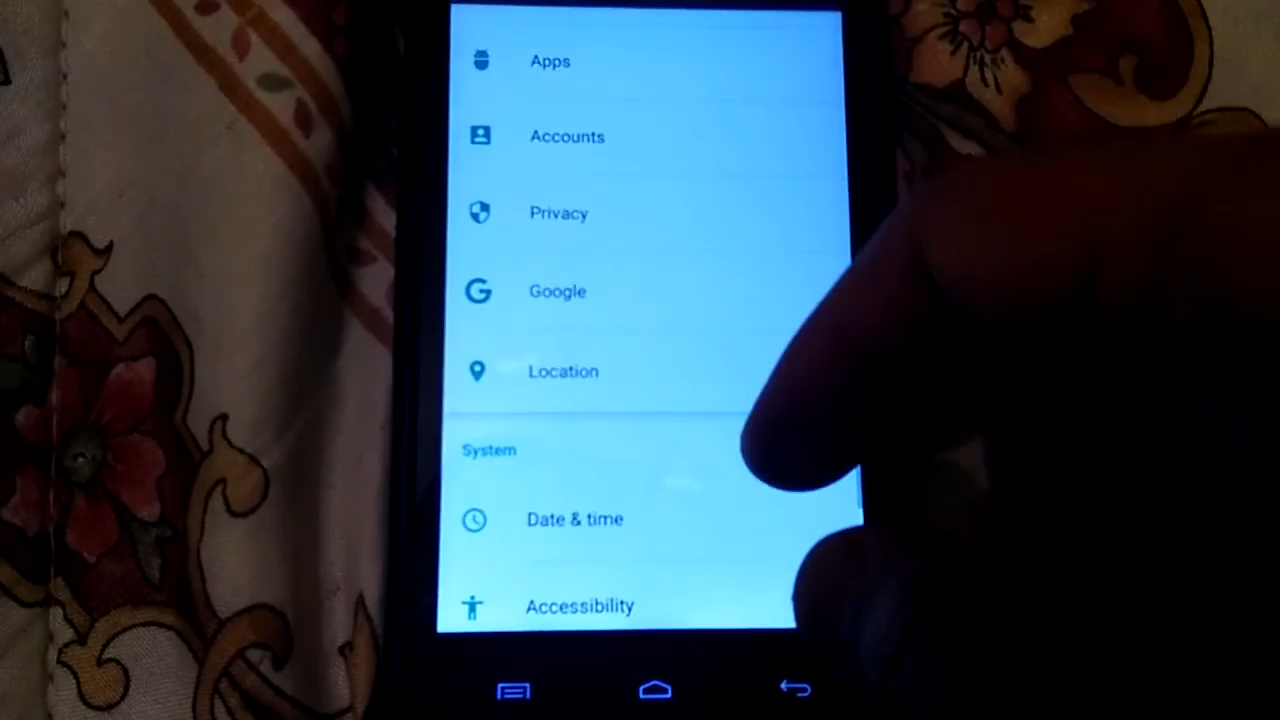 Apps
Accounts
Privacy
Google
Location
System
Date & time
Accessibility